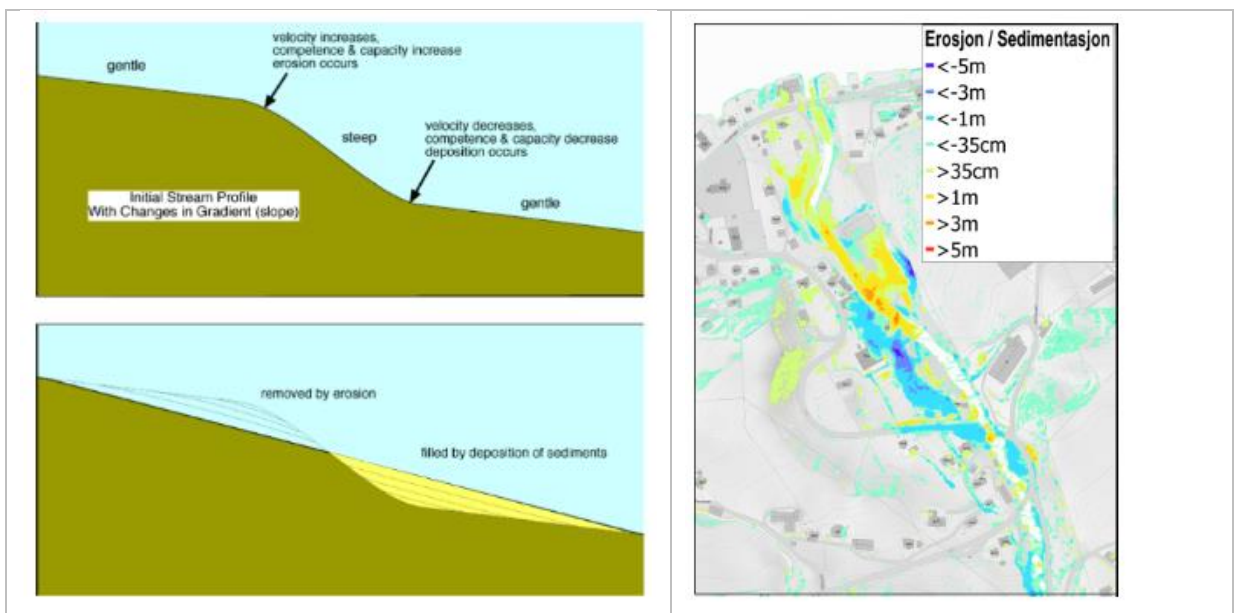 velocity increases,
competence & capacity increase
erosion occurs
gentle
steep
velocity decreases,
competence & capacity decrease
deposition occurs
Initial Stream Profile
With Changes in Gradient (slope)
gentle
removed by erosion
filled by deposition of sediments
Erosjon / Sedimentasjon
<-5m
<-3m
<-1m
<-35cm
>35cm
>1m
>3m
>5m